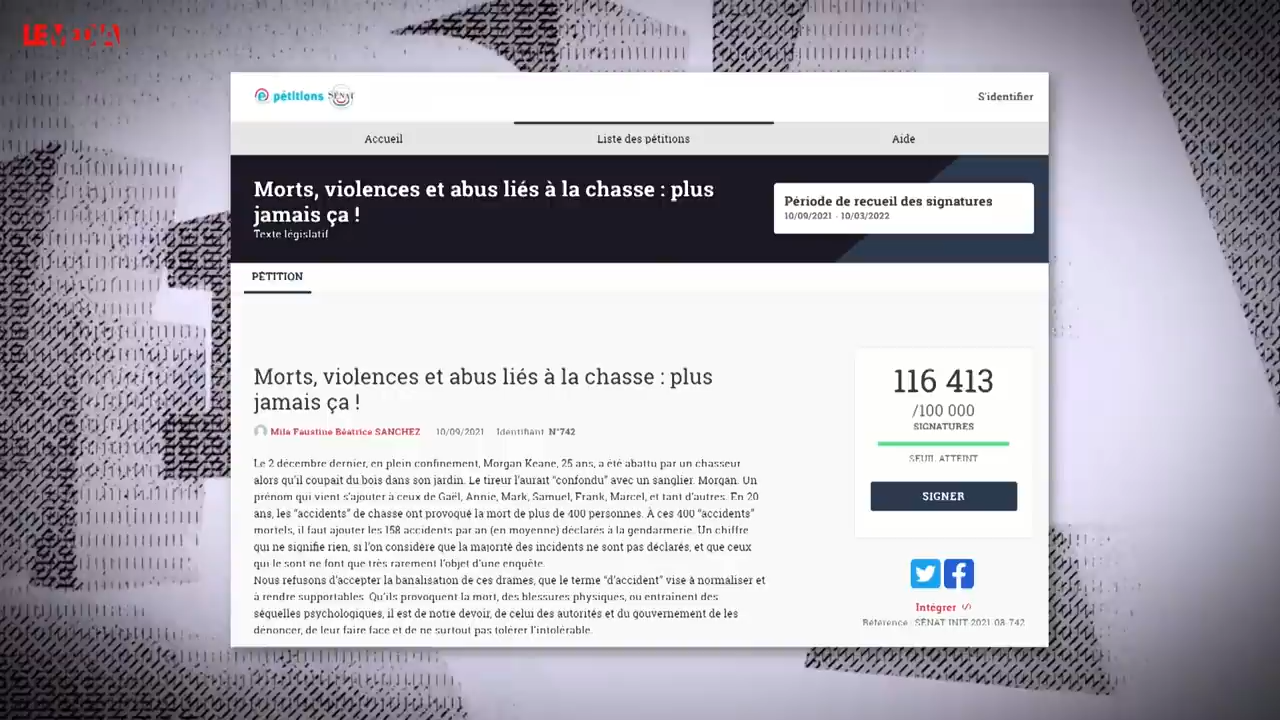 LE
pétitions SÉNAT
S'identifier
Accueil
Liste des pétitions
Aide
Morts, violences et abus liés à la chasse : plus
jamais ça !
Texte législatif
Période de recueil des signatures
10/09/2021 - 10/03/2022
PÉTITION
Morts, violences et abus liés à la chasse : plus
jamais ça !
Mila Faustine Béatrice SANCHEZ 10/09/2021 Identifiant N°742
Le 2 décembre dernier, en plein confinement, Morgan Keane, 25 ans, a été abattu par un chasseur
alors qu'il coupait du bois dans son jardin. Le tireur l'aurait "confondu" avec un sanglier. Morgan. Un
prénom qui vient s'ajouter à ceux de Gaël, Annie, Mark, Samuel, Frank, Marcel, et tant d'autres. En 20
ans, les "accidents" de chasse ont provoqué la mort de plus de 400 personnes. À ces 400 "accidents"
mortels, il faut ajouter les 158 accidents par an (en moyenne) déclarés à la gendarmerie. Un chiffre
qui ne signifie rien, si l'on considère que la majorité des incidents ne sont pas déclarés, et que ceux
qui le sont ne font que très rarement l'objet d'une enquête.
Nous refusons d'accepter la banalisation de ces drames, que le terme "d'accident" vise à normaliser et
à rendre supportables. Qu'ils provoquent la mort, des blessures physiques, ou entraînent des
séquelles psychologiques, il est de notre devoir, de celui des autorités et du gouvernement de les
dénoncer, de leur faire face et de ne surtout pas tolérer l'intolérable.
116 413
/100 000
SIGNATURES
SEUIL ATTEINT
SIGNER
Intégrer </>
Référence : SÉNAT-INIT-2021-08-742